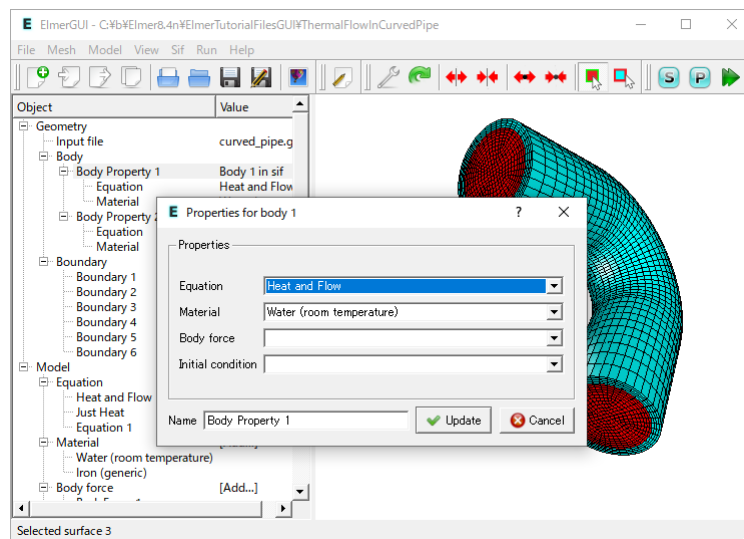 ElmerGUI - C:¥b¥Elmer8.4n¥ElmerTutorialFilesGUI¥ThermalFlowInCurvedPipe
File Mesh Model View Sif Run Help
S P
Object Value
Geometry
Input file curved_pipe.g
Body
Body Property 1 Body 1 in sif
Equation Heat and Flow
Material
Body Property
Equation
Material
Boundary
Boundary 1
Boundary 2
Boundary 3
Boundary 4
Boundary 5
Boundary 6
Model
Equation
Heat and Flow
Just Heat
Equation 1
Material
Water (room temperature)
Iron (generic)
Body force [Add...]
Selected surface 3
E Properties for body 1 ?
Properties
Equation Heat and Flow
Material Water (room temperature)
Body force
Initial condition
Name Body Property 1 Update Cancel